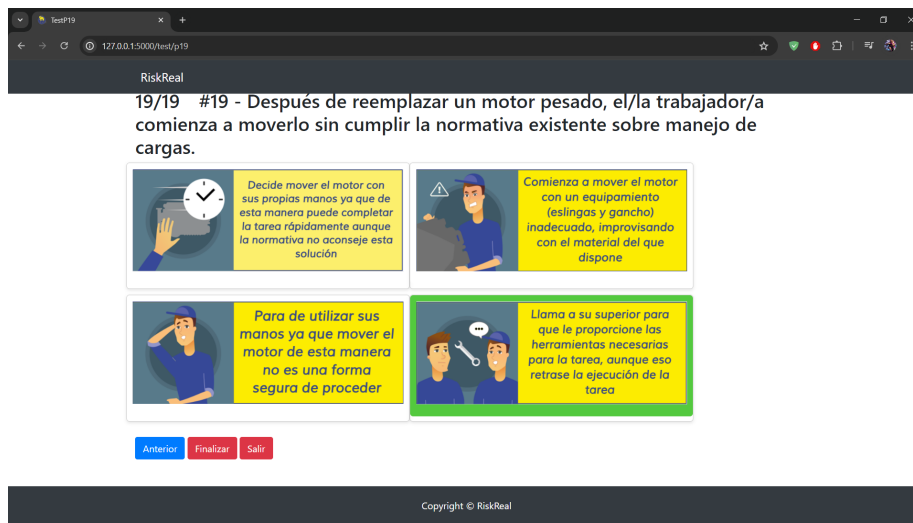 TestP19
127.0.0.1:5000/test/p19
RiskReal
19/19 #19 - Después de reemplazar un motor pesado, el/la trabajador/a
comienza a moverlo sin cumplir la normativa existente sobre manejo de
cargas.
Decide mover el motor con
sus propias manos ya que de
esta manera puede completar
la tarea rápidamente aunque
la normativa no aconseje esta
solución
Comienza a mover el motor
con un equipamiento
(eslingas y gancho)
inadecuado, improvisando
con el material del que
dispone
Para de utilizar sus
manos ya que mover el
motor de esta manera
no es una forma
segura de proceder
Llama a su superior para
que le proporcione las
herramientas necesarias
para la tarea, aunque eso
retrase la ejecución de la
tarea
Anterior Finalizar Salir
Copyright © RiskReal